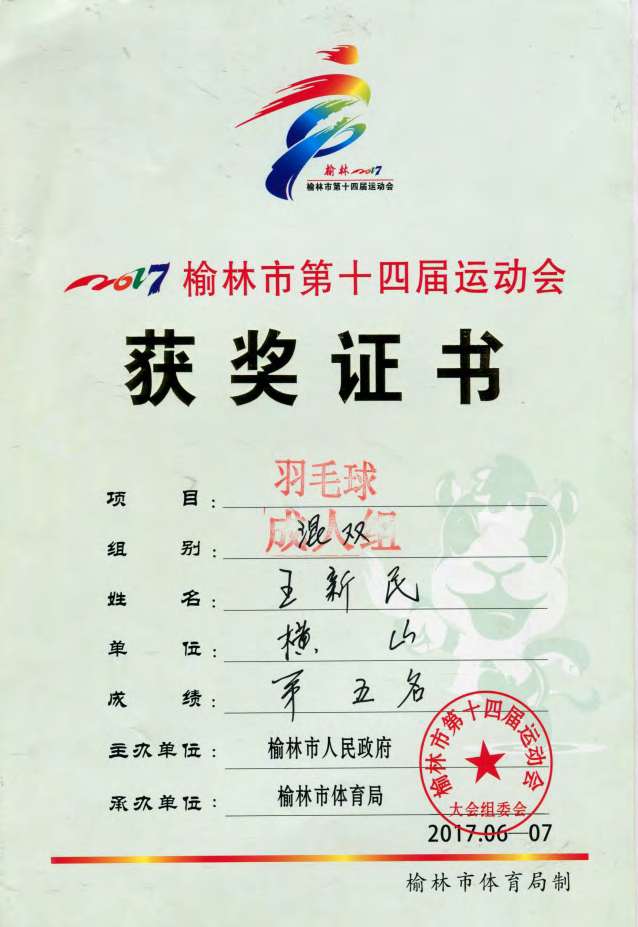 榆林2017
榆林市第十四届运动会
2017榆林市第十四届运动会
获奖证书
项目：羽毛球
组别：成人组 混双
姓名：王新民
单位：横山
成绩：第五名
主办单位：榆林市人民政府
承办单位：榆林市体育局
榆林市第十四届运动会
大会组委会
2017.06-07
榆林市体育局制